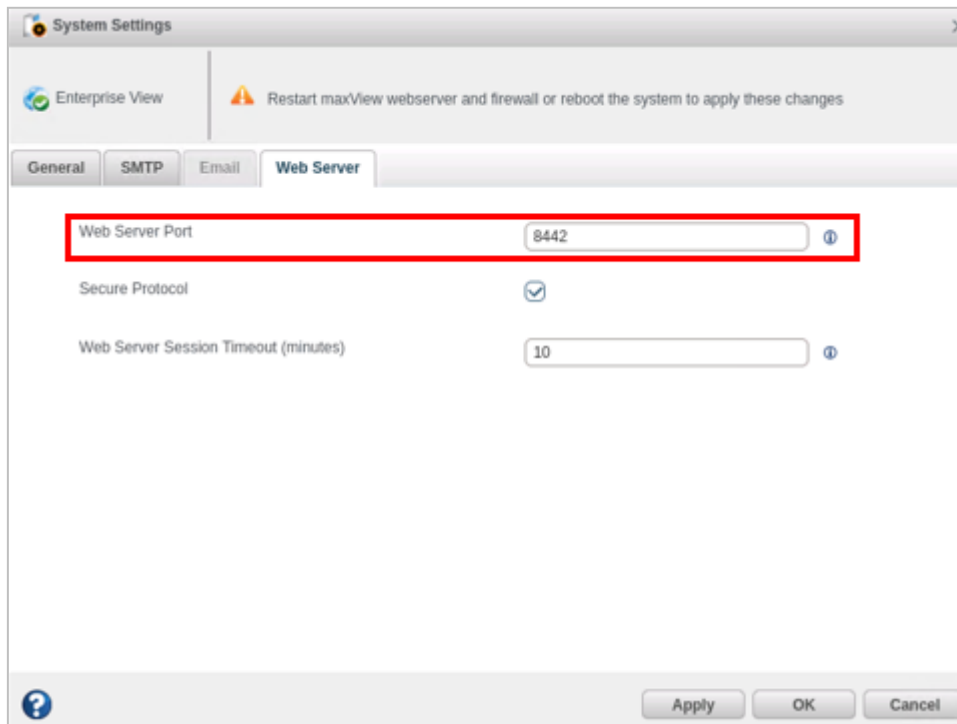 System Settings
Enterprise View
Restart maxView webserver and firewall or reboot the system to apply these changes
General SMTP Email Web Server
Web Server Port 8442
Secure Protocol
Web Server Session Timeout (minutes) 10
Apply OK Cancel